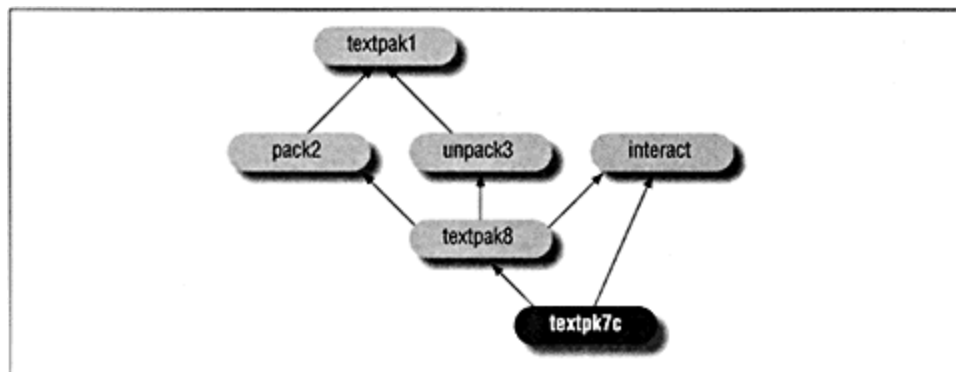 textpak1
pack2
unpack3
interact
textpak8
textpk7c